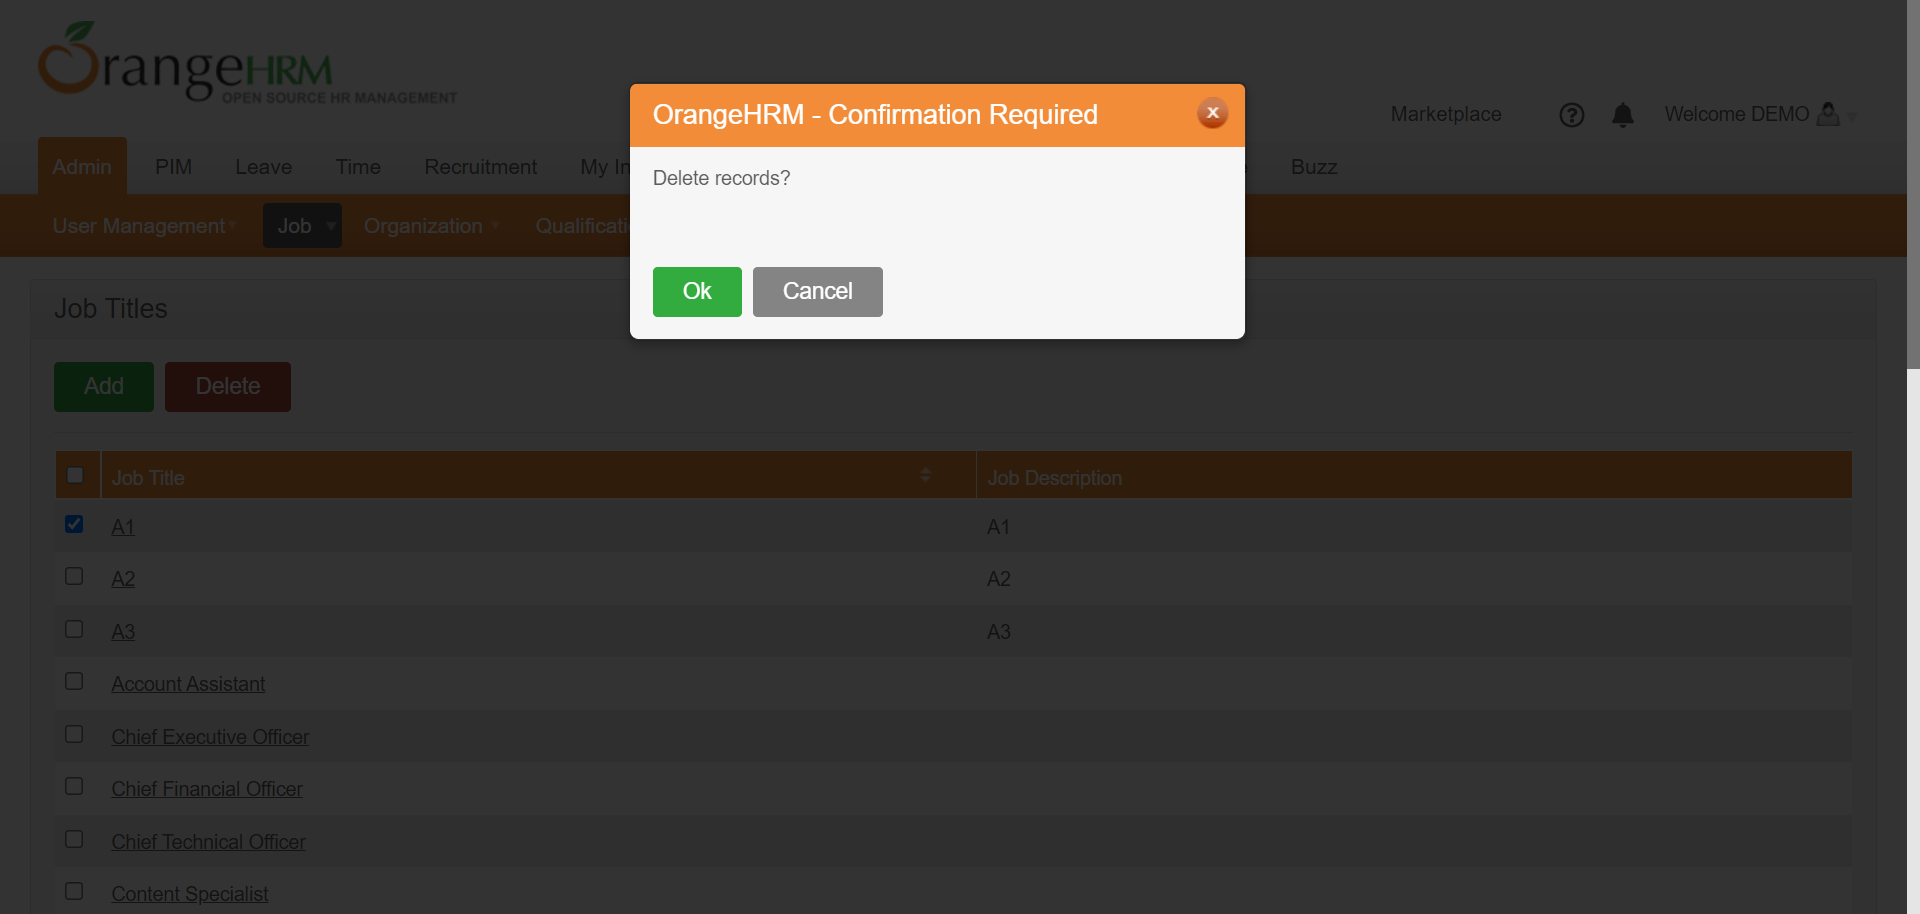 OrangeHRM
OPEN SOURCE HR MANAGEMENT
Marketplace
Welcome DEMO
Admin
PIM
Leave
Time
Recruitment
My In
Buzz
User Management
Job
Organization
Qualificati
OrangeHRM - Confirmation Required
x
Delete records?
Ok
Cancel
Job Titles
Add
Delete
Job Title
Job Description
A1
A1
A2
A2
A3
A3
Account Assistant
Chief Executive Officer
Chief Financial Officer
Chief Technical Officer
Content Specialist